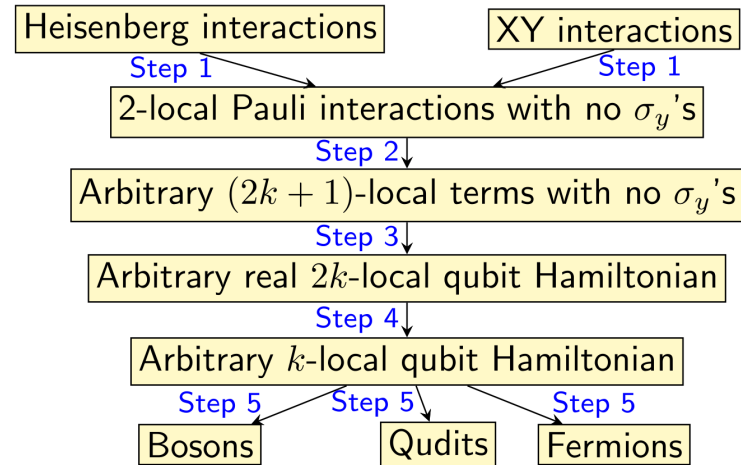 Heisenberg interactions
XY interactions
Step 1
Step 1
2-local Pauli interactions with no σ_y's
Step 2
Arbitrary (2k + 1)-local terms with no σ_y's
Step 3
Arbitrary real 2k-local qubit Hamiltonian
Step 4
Arbitrary k-local qubit Hamiltonian
Step 5
Step 5
Step 5
Bosons
Qudits
Fermions